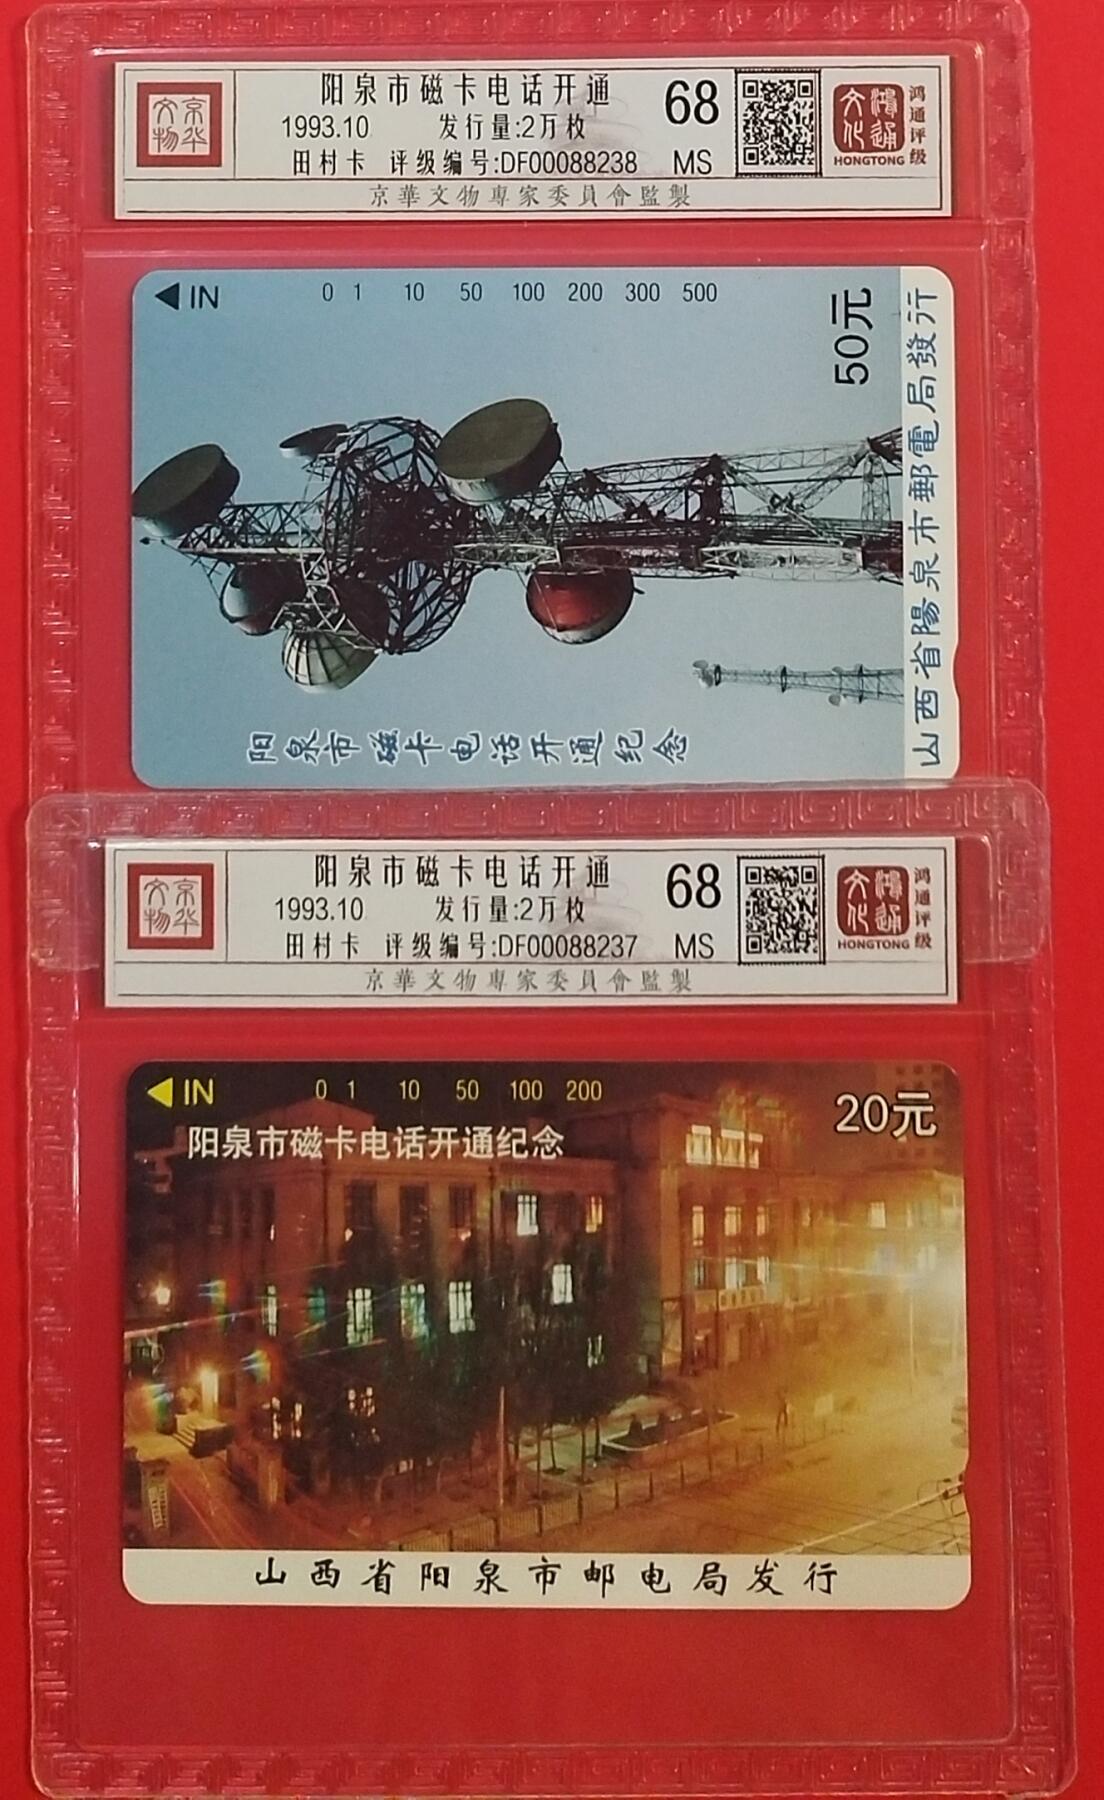 京华文物
阳泉市磁卡电话开通
1993.10 发行量:2万枚
田村卡 评级编号:DF00088238
68
MS
鸿通文化
HONGTONG
鸿通评级
京華文物專家委員會監製
IN
0 1 10 50 100 200 300 500
50元
阳泉市磁卡电话开通纪念
山西省陽泉市郵電局發行
京华文物
阳泉市磁卡电话开通
1993.10 发行量:2万枚
田村卡 评级编号:DF00088237
68
MS
鸿通文化
HONGTONG
鸿通评级
京華文物專家委員會監製
IN
0 1 10 50 100 200
20元
阳泉市磁卡电话开通纪念
山西省阳泉市邮电局发行